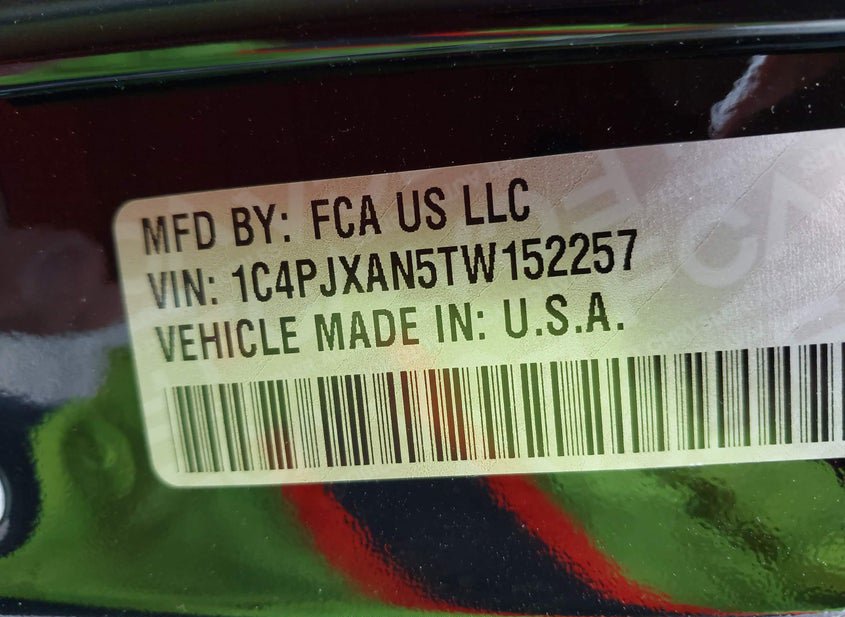 MFD BY: FCA US LLC
VIN: 1C4PJXAN5TW152257
VEHICLE MADE IN: U.S.A.